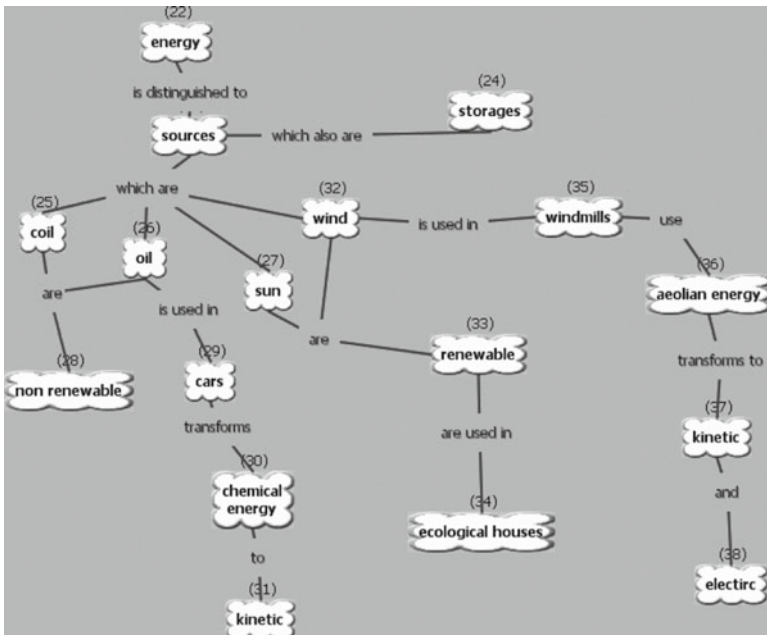 (22)
energy
is distinguished to
(24)
storages
sources
which also are
which are
(25)
coil
(26)
oil
(27)
sun
(32)
wind
is used in
(35)
windmills
use
(36)
aeolian energy
are
is used in
are
(33)
renewable
transforms to
(28)
non renewable
(29)
cars
transforms
are used in
(37)
kinetic
and
(30)
chemical
energy
(34)
ecological houses
to
(38)
electirc
(31)
kinetic